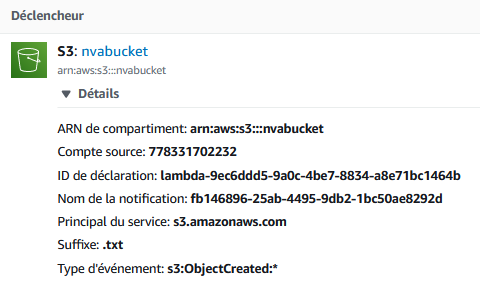 Déclencheur
S3: nvabucket
arn:aws:s3:::nvabucket
▼ Détails
ARN de compartiment: arn:aws:s3:::nvabucket
Compte source: 778331702232
ID de déclaration: lambda-9ec6ddd5-9a0c-4be7-8834-a8e71bc1464b
Nom de la notification: fb146896-25ab-4495-9db2-1bc50ae8292d
Principal du service: s3.amazonaws.com
Suffixe: .txt
Type d'événement: s3:ObjectCreated:*